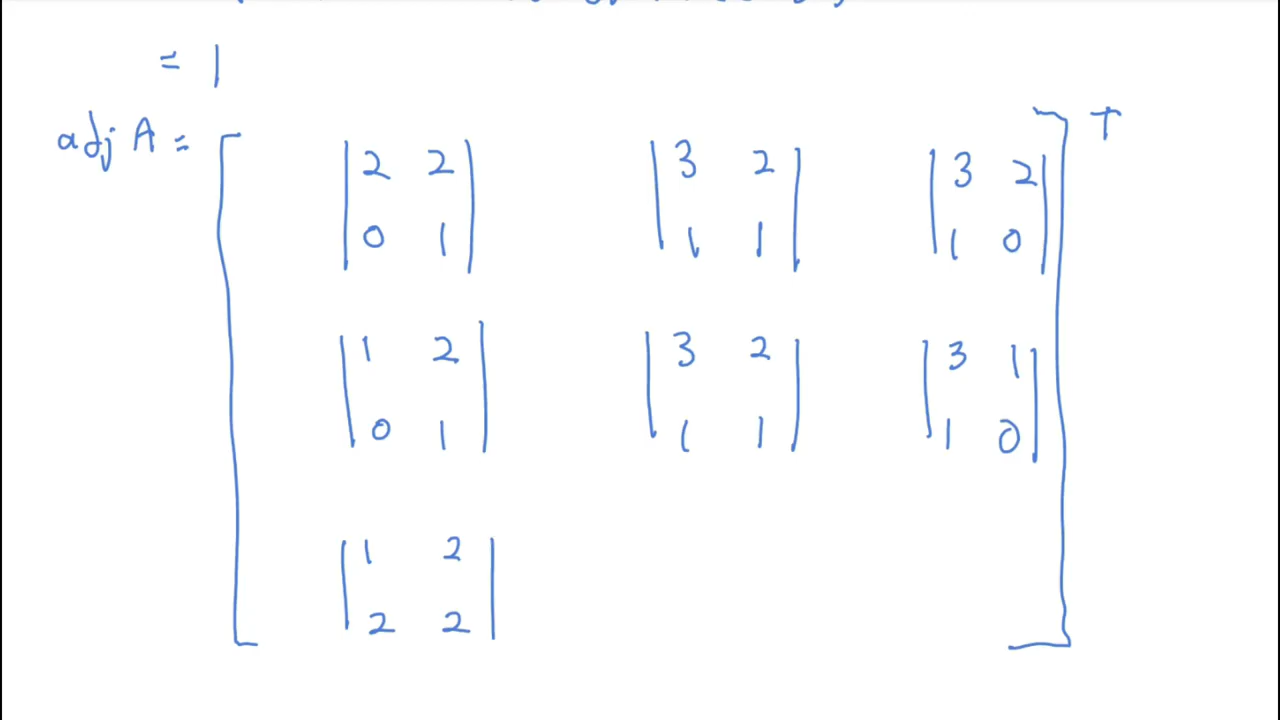 = 1
adj A = [ |2 2| |3 2| |3 2| ] T
|0 1| |1 1| |1 0|
|1 2| |3 2| |3 1|
|0 1| |1 1| |1 0|
|1 2|
|2 2|